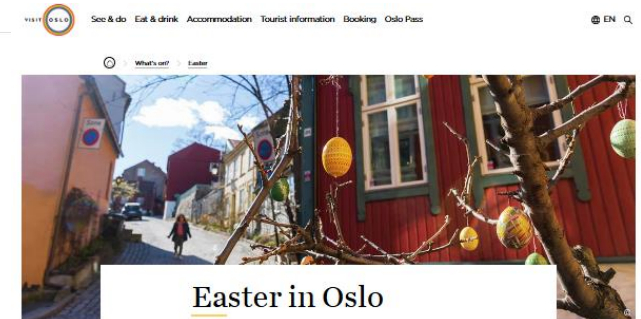 VISIT OSLO See & do Eat & drink Accommodation Tourist information Booking Oslo Pass EN
What's on? Easter
Sone
Easter in Oslo